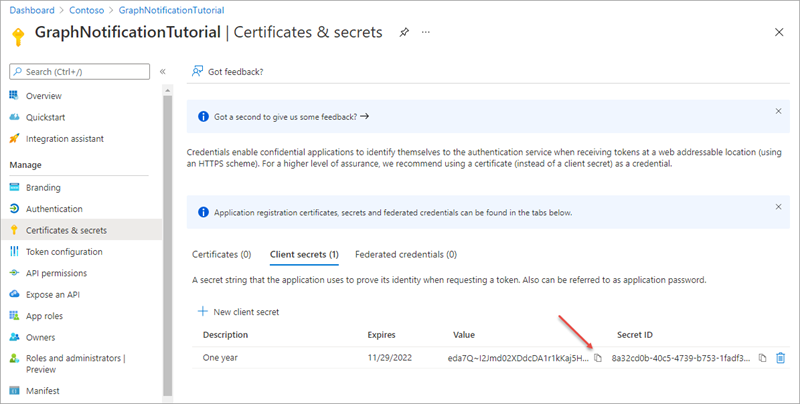 Dashboard > Contoso > GraphNotificationTutorial
GraphNotificationTutorial | Certificates & secrets
Search (Ctrl+/)
Overview
Quickstart
Integration assistant
Manage
Branding
Authentication
Certificates & secrets
Token configuration
API permissions
Expose an API
App roles
Owners
Roles and administrators |
Preview
Manifest
Got feedback?
Got a second to give us some feedback?
Credentials enable confidential applications to identify themselves to the authentication service when receiving tokens at a web addressable location (using
an HTTPS scheme). For a higher level of assurance, we recommend using a certificate (instead of a client secret) as a credential.
Application registration certificates, secrets and federated credentials can be found in the tabs below.
Certificates (0) Client secrets (1) Federated credentials (0)
A secret string that the application uses to prove its identity when requesting a token. Also can be referred to as application password.
New client secret
Description Expires Value Secret ID
One year 11/29/2022 eda7Q~I2Jmd02XDdcDA1r1kKaj5H... 8a32cd0b-40c5-4739-b753-1fadf3...